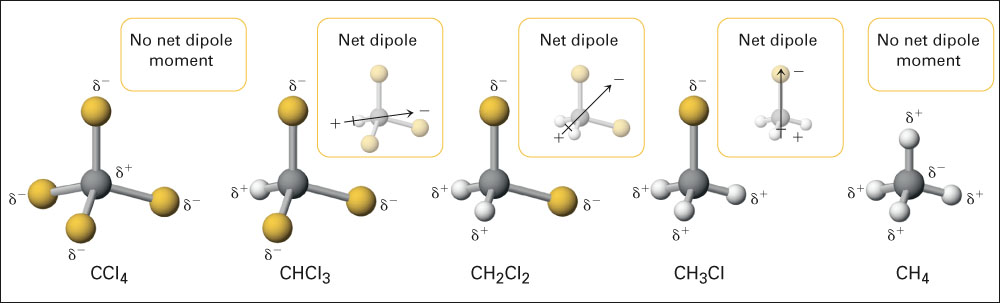 No net dipole
moment
δ−
δ+
δ−
δ−
δ−
CCl4
Net dipole
+
−
δ−
δ+
δ−
δ−
CHCl3
Net dipole
−
+
δ−
δ+
δ−
δ+
CH2Cl2
Net dipole
−
+
δ−
δ+
δ+
δ+
CH3Cl
No net dipole
moment
δ+
δ−
δ+
δ+
δ+
CH4